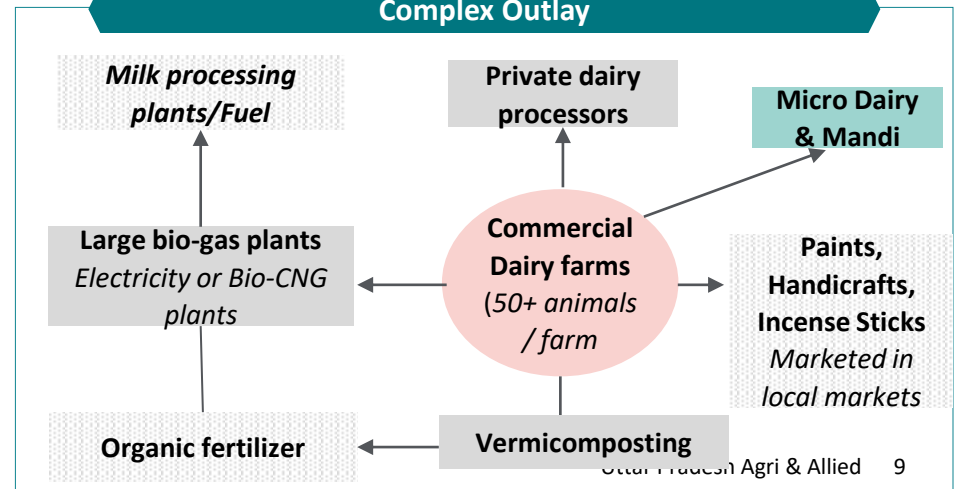 Complex Outlay
Milk processing
plants/Fuel
Private dairy
processors
Micro Dairy
& Mandi
Large bio-gas plants
Electricity or Bio-CNG
plants
Commercial
Dairy farms
(50+ animals
/ farm
Paints,
Handicrafts,
Incense Sticks
Marketed in
local markets
Organic fertilizer
Vermicomposting
Uttar Pradesh Agri & Allied 9